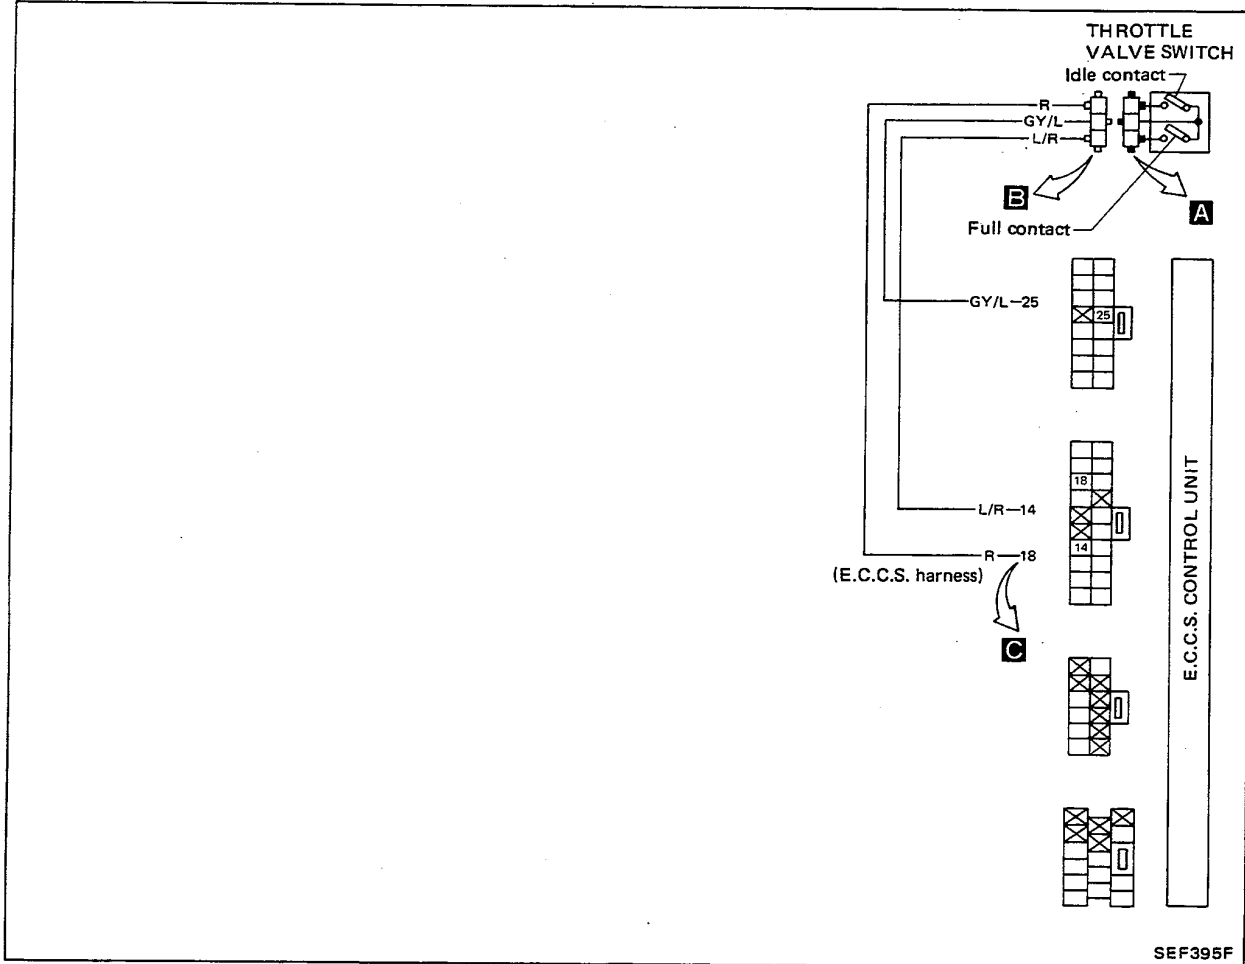 THROTTLE
VALVE SWITCH
Idle contact
R
GY/L
L/R
B
A
Full contact
GY/L-25
25
18
L/R-14
14
R-18
(E.C.C.S. harness)
C
E.C.C.S. CONTROL UNIT
SEF395F